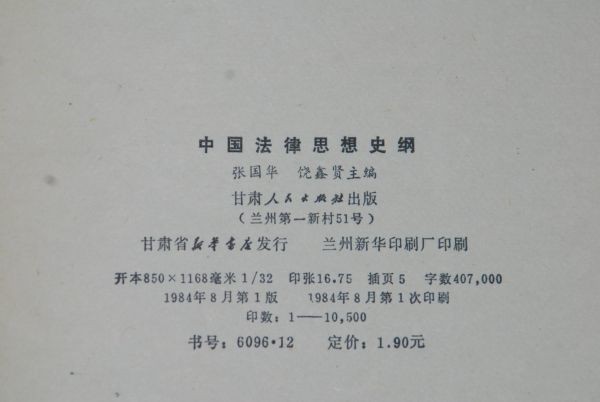 中国法律思想史纲
张国华 饶鑫贤主编
甘肃人民出版社出版
（兰州第一新村51号）
甘肃省新华书店发行 兰州新华印刷厂印刷
开本850×1168毫米 1/32 印张16.75 插页5 字数407,000
1984年8月第1版 1984年8月第1次印刷
印数：1——10,500
书号：6096·12 定价：1.90元